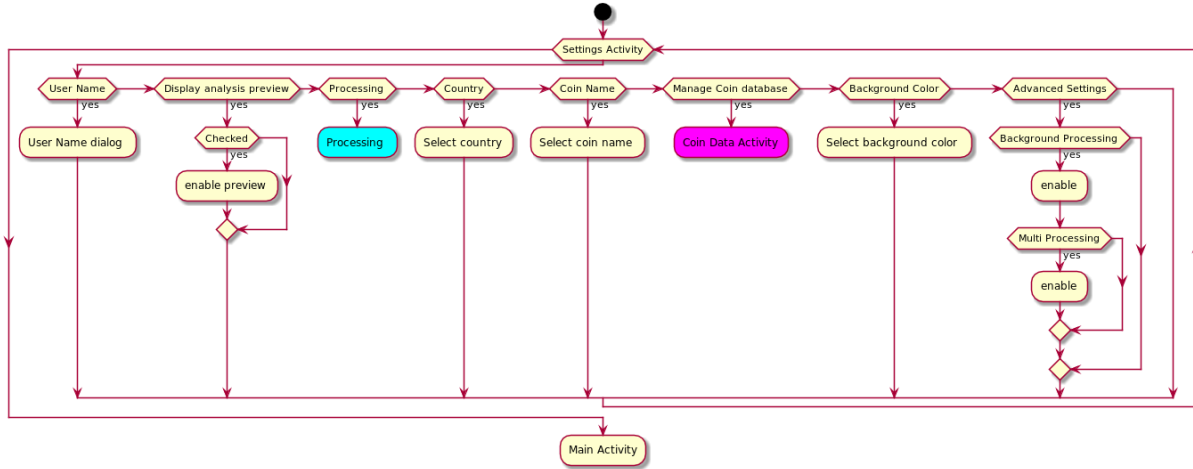 Settings Activity
User Name
Display analysis preview
Processing
Country
Coin Name
Manage Coin database
Background Color
Advanced Settings
yes
yes
yes
yes
yes
yes
yes
yes
User Name dialog
Checked
Processing
Select country
Select coin name
Coin Data Activity
Select background color
Background Processing
yes
yes
enable preview
enable
Multi Processing
yes
enable
Main Activity